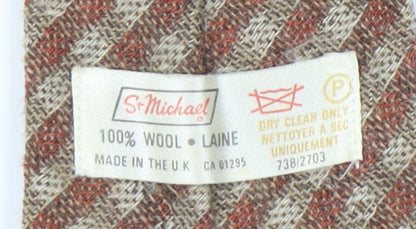 St Michael ®
P
100% WOOL • LAINE
DRY CLEAN ONLY
NETTOYER A SEC
UNIQUEMENT
MADE IN THE U.K CA 01295
738/2703